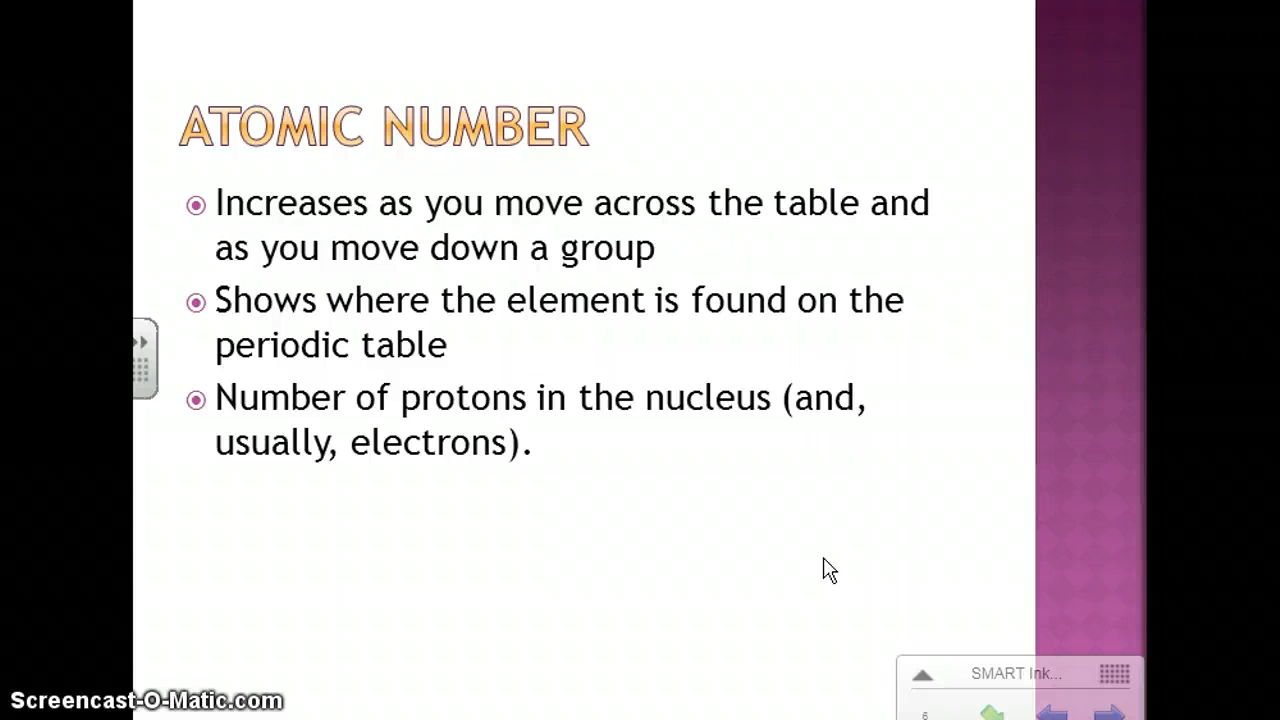 ATOMIC NUMBER
Increases as you move across the table and
as you move down a group
Shows where the element is found on the
periodic table
Number of protons in the nucleus (and,
usually, electrons).
SMART Ink...
6
Screencast-O-Matic.com